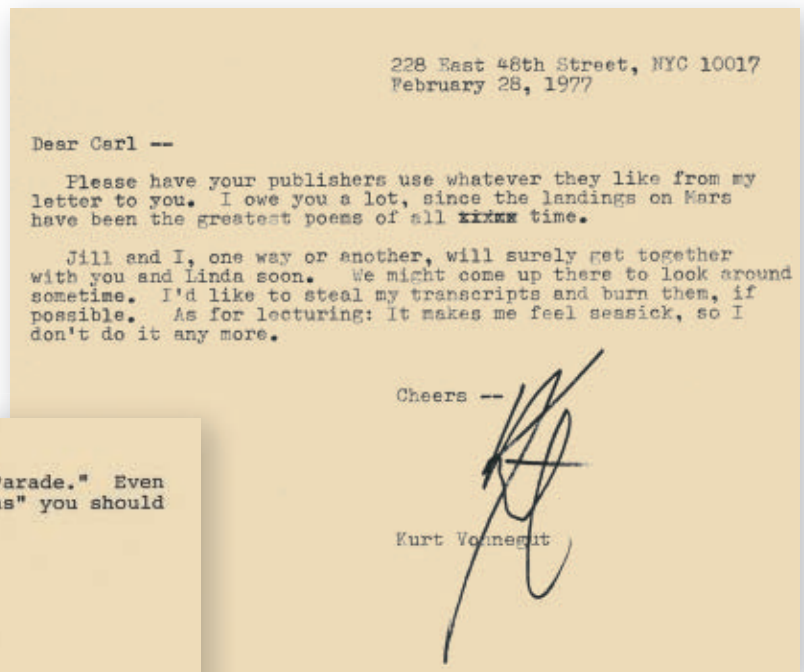 228 East 48th Street, NYC 10017
February 28, 1977
Dear Carl --
Please have your publishers use whatever they like from my
letter to you. I owe you a lot, since the landings on Mars
have been the greatest poems of all time.
Jill and I, one way or another, will surely get together
with you and Linda soon. We might come up there to look around
sometime. I'd like to steal my transcripts and burn them, if
possible. As for lecturing: It makes me feel seasick, so I
don't do it any more.
Cheers --
Kurt Vonnegut
arade." Even
s" you should